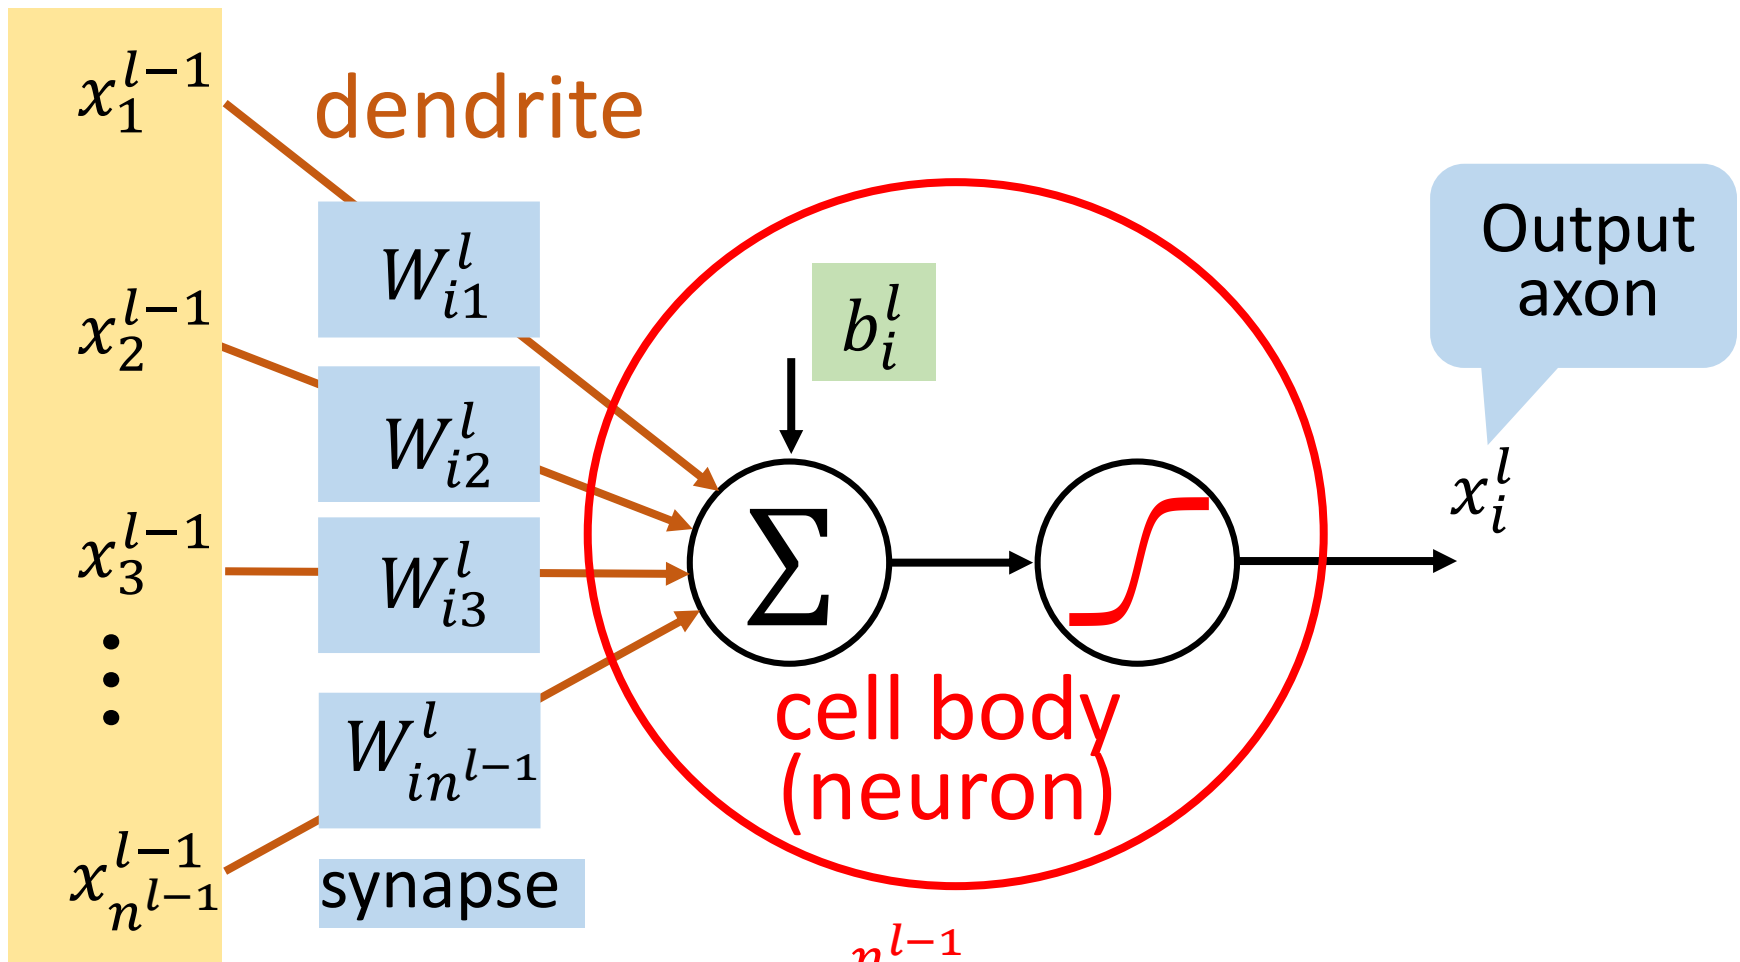 x_1^{l-1}
dendrite
W_{i1}^l
Output
axon
b_i^l
x_2^{l-1}
W_{i2}^l
x_i^l
x_3^{l-1}
W_{i3}^l
∑
⋮
W_{in^{l-1}}^l
cell body
(neuron)
x_{n^{l-1}}^{l-1}
synapse
n^{l-1}